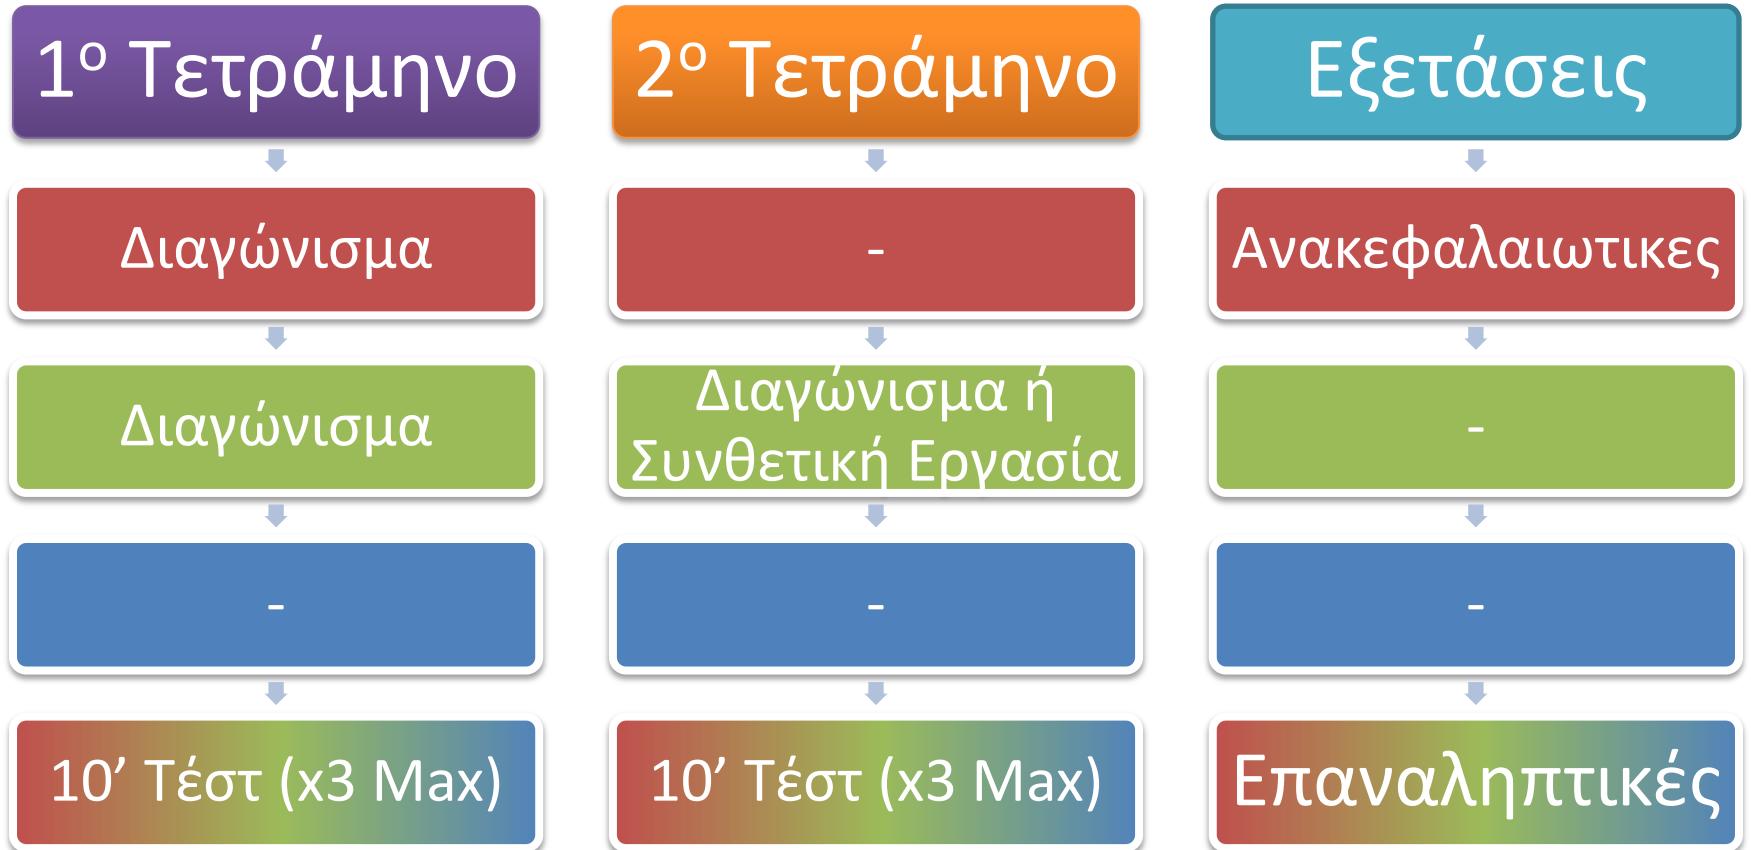 1ο Τετράμηνο
Διαγώνισμα
Διαγώνισμα
-
10’ Τέστ (x3 Max)
2ο Τετράμηνο
-
Διαγώνισμα ή
Συνθετική Εργασία
-
10’ Τέστ (x3 Max)
Εξετάσεις
Ανακεφαλαιωτικες
-
-
Επαναληπτικές